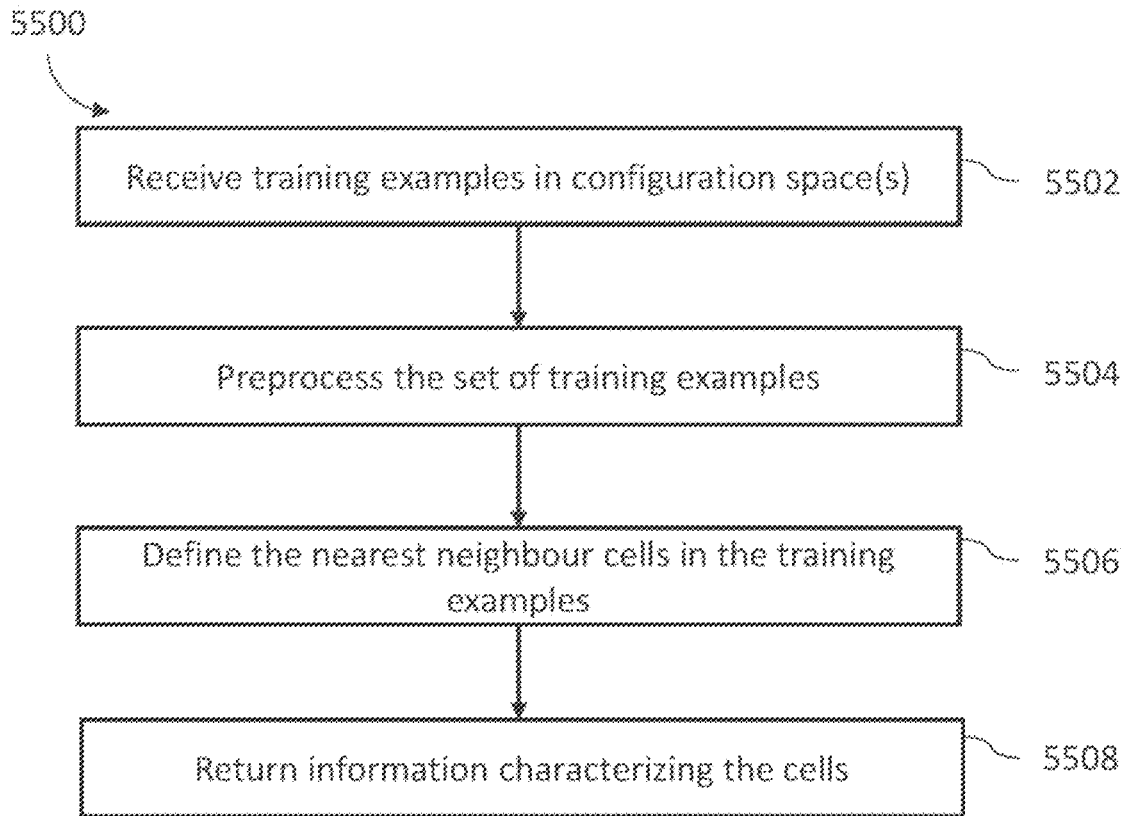 5500
Receive training examples in configuration space(s)
5502
Preprocess the set of training examples
5504
Define the nearest neighbour cells in the training
examples
5506
Return information characterizing the cells
5508